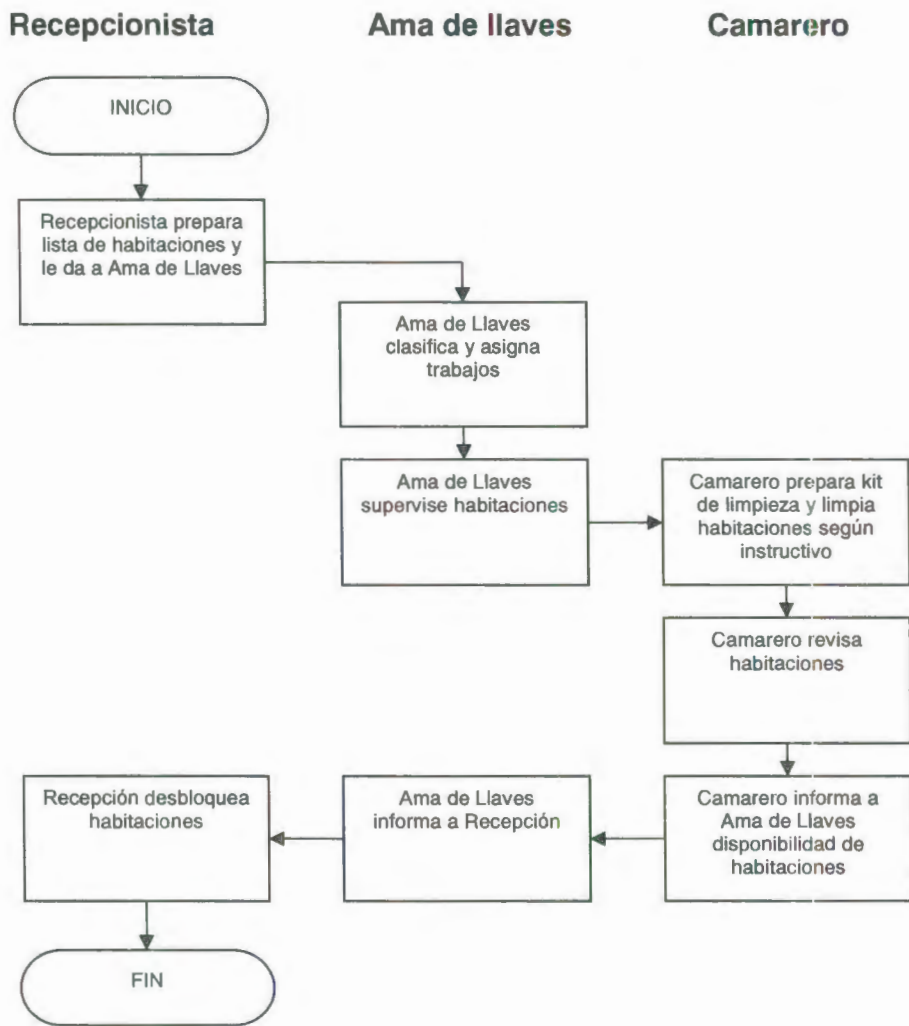 Recepcionista
Ama de llaves
Camarero
INICIO
Recepcionista prepara
lista de habitaciones y
le da a Ama de Llaves
Ama de Llaves
clasifica y asigna
trabajos
Ama de Llaves
supervise habitaciones
Camarero prepara kit
de limpieza y limpia
habitaciones según
instructivo
Camarero revisa
habitaciones
Camarero informa a
Ama de Llaves
disponibilidad de
habitaciones
Ama de Llaves
informa a Recepción
Recepción desbloquea
habitaciones
FIN